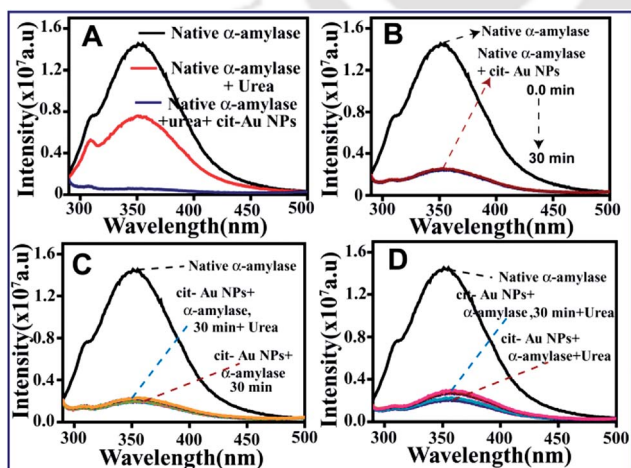 A
Native α-amylase
Native α-amylase
+ Urea
Native α-amylase
+urea+ cit-Au NPs
Intensity(x10⁷a.u)
1.6
1.2
0.8
0.4
0
300 350 400 450 500
Wavelength(nm)
B
Native α-amylase
Native α-amylase
+ cit- Au NPs
0.0 min
30 min
Intensity(x10⁷a.u)
1.6
1.2
0.8
0.4
0
300 400 500
Wavelength(nm)
C
Native α-amylase
cit- Au NPs+
α-amylase,
30 min+ Urea
cit- Au NPs+
α-amylase
30 min
Intensity(x10⁷a.u)
1.6
1.2
0.8
0.4
0
300 350 400 450 500
Wavelength(nm)
D
Native α-amylase
cit- Au NPs+
α-amylase ,30 min+Urea
cit- Au NPs+
α-amylase+Urea
Intensity(x10⁷a.u)
1.6
1.2
0.8
0.4
0.0
300 350 400 450 500
Wavelength(nm)